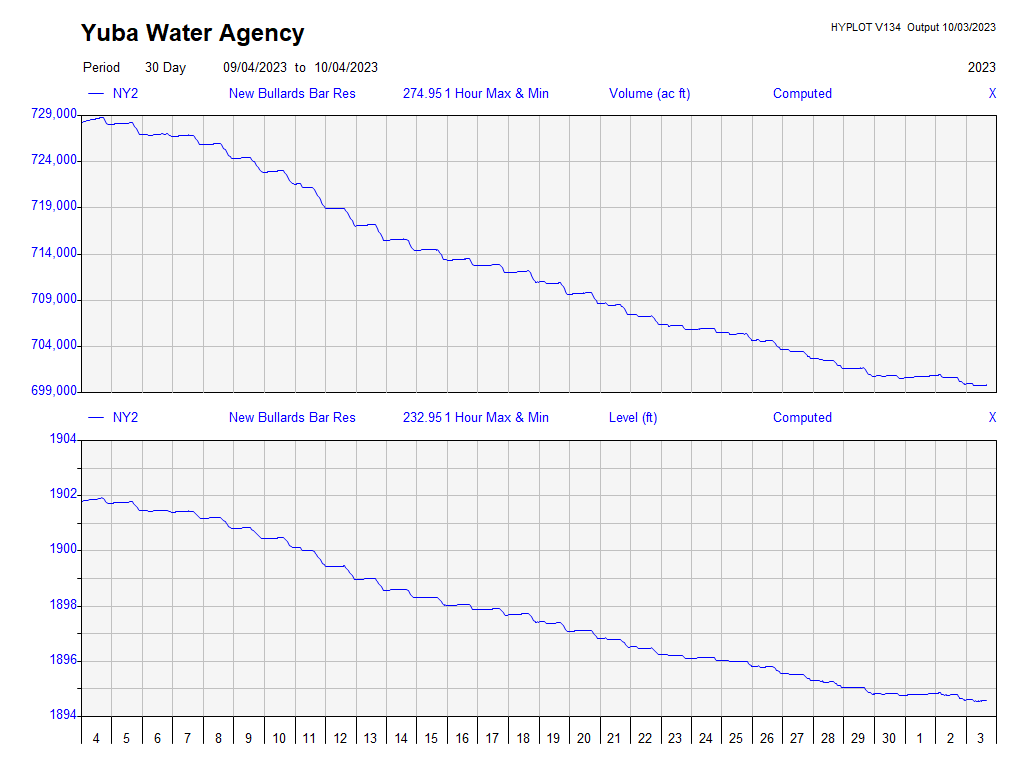 Yuba Water Agency
HYPLOT V134 Output 10/03/2023
Period 30 Day 09/04/2023 to 10/04/2023 2023
NY2 New Bullards Bar Res 274.95 1 Hour Max & Min Volume (ac ft) Computed X
729,000
724,000
719,000
714,000
709,000
704,000
699,000
NY2 New Bullards Bar Res 232.95 1 Hour Max & Min Level (ft) Computed X
1904
1902
1900
1898
1896
1894
4 5 6 7 8 9 10 11 12 13 14 15 16 17 18 19 20 21 22 23 24 25 26 27 28 29 30 1 2 3